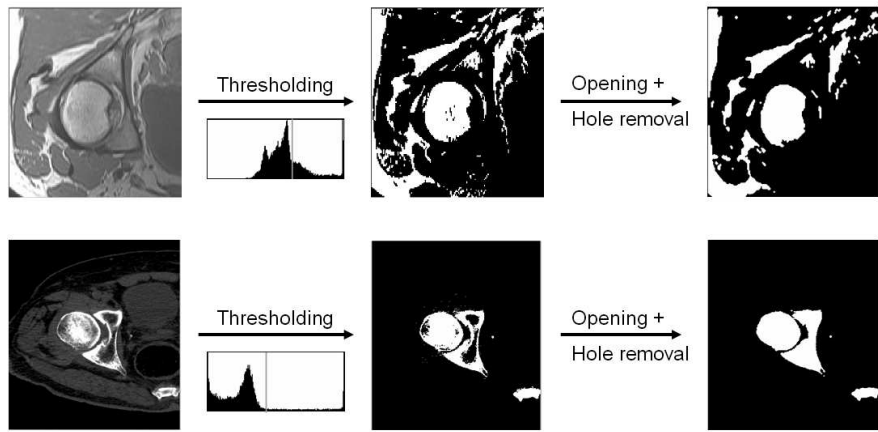 Thresholding
Opening +
Hole removal
Thresholding
Opening +
Hole removal